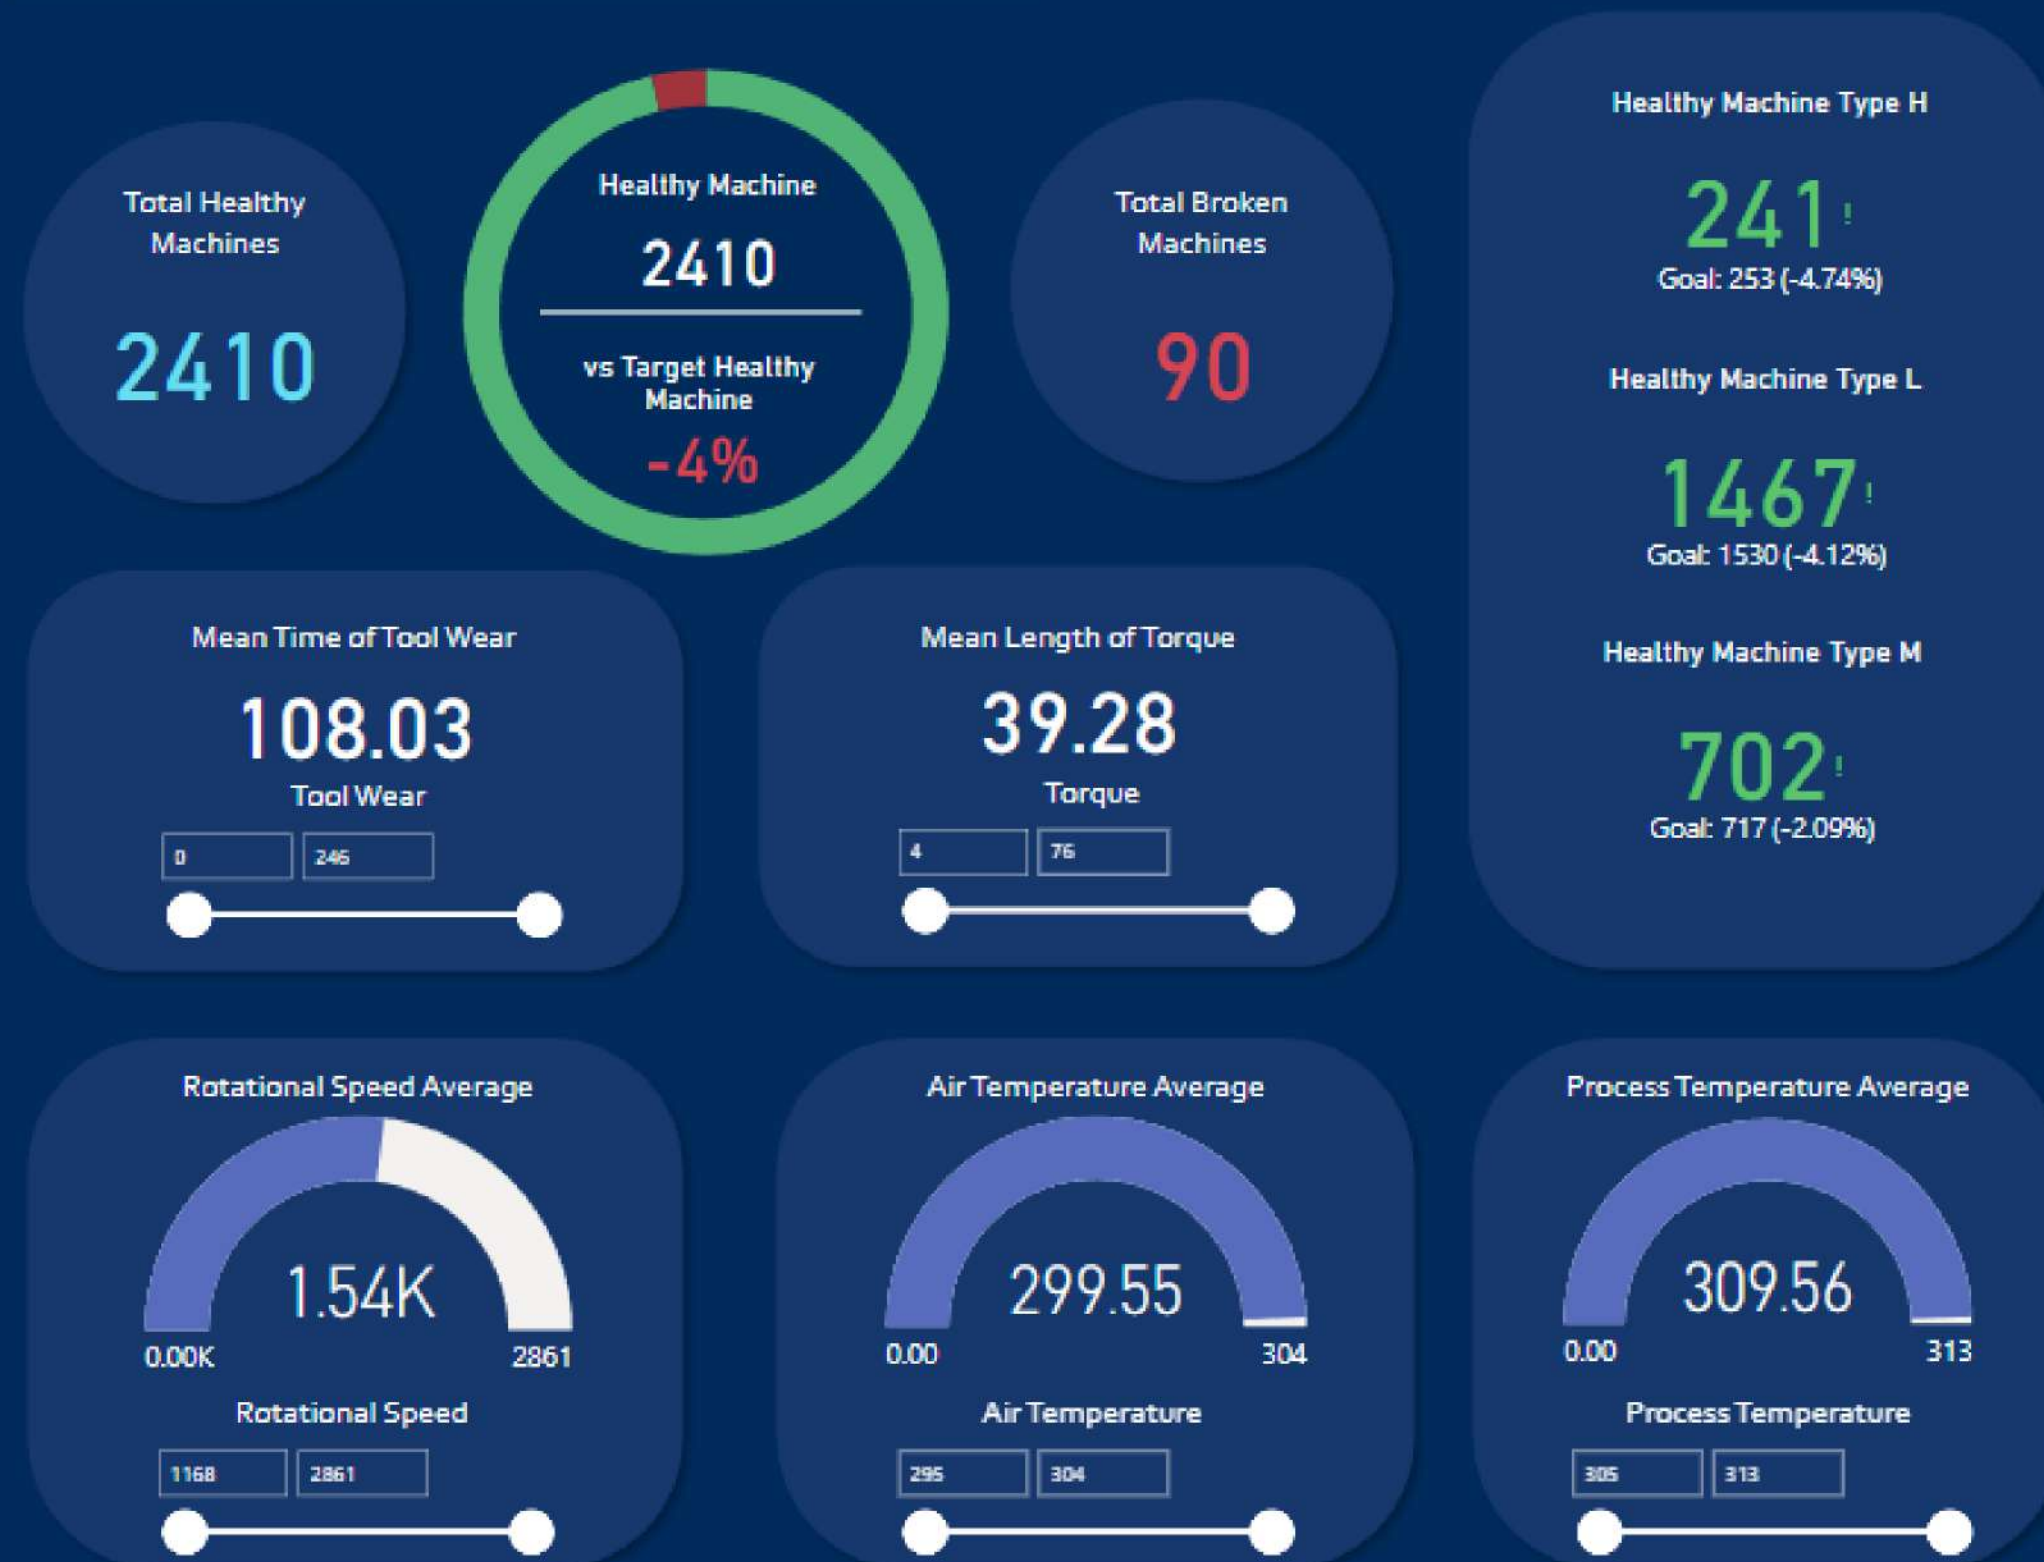 Total Healthy
Machines
2410
Healthy Machine
2410
vs Target Healthy
Machine
-4%
Total Broken
Machines
90
Healthy Machine Type H
241!
Goal: 253 (-4.74%)
Healthy Machine Type L
1467!
Goal: 1530 (-4.12%)
Healthy Machine Type M
702!
Goal: 717 (-2.09%)
Mean Time of Tool Wear
108.03
Tool Wear
0 246
Mean Length of Torque
39.28
Torque
4 76
Rotational Speed Average
1.54K
0.00K 2861
Rotational Speed
1168 2861
Air Temperature Average
299.55
0.00 304
Air Temperature
295 304
Process Temperature Average
309.56
0.00 313
Process Temperature
305 313